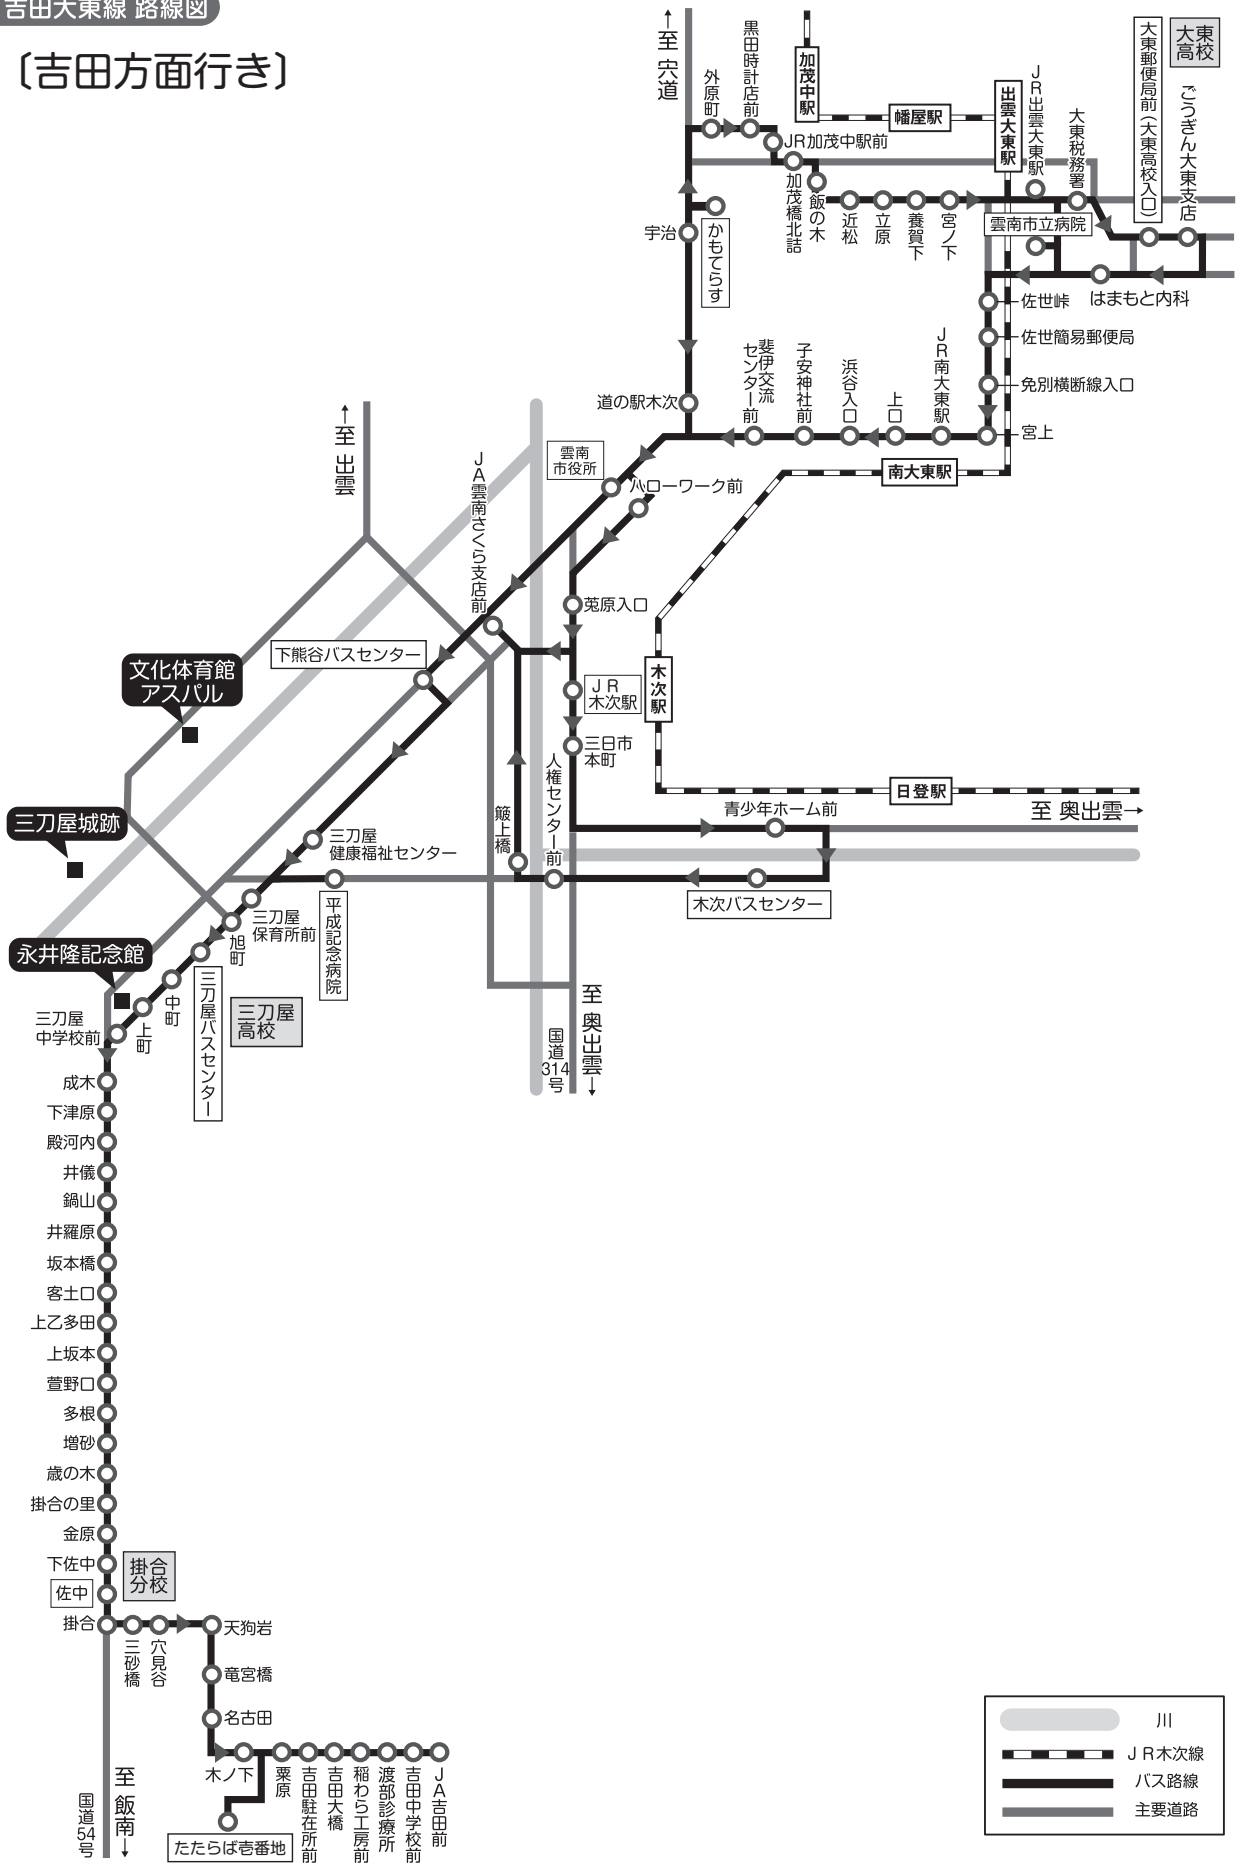 吉田大東線 路線図
〔吉田方面行き〕
←至 宍道
外原町
黒田時計店前
加茂中駅
幡屋駅
出雲大東駅
JR出雲大東駅
大東税務署
大東郵便局前(大東高校入口)
ごうぎん大東支店
大東
高校
JR加茂中駅前
加茂橋北詰
飯の木
近松
立原
養賀下
宮ノ下
雲南市立病院
宇治
かもてらす
はまもと内科
佐世峠
佐世簡易郵便局
免別横断線入口
宮上
JR南大東駅
上口
浜谷入口
子安神社前
斐伊交流
センター前
道の駅木次
南大東駅
←至 出雲
雲南
市役所
ハローワーク前
JA雲南さくら支店前
莵原入口
下熊谷バスセンター
JR
木次駅
木次駅
文化体育館
アスパル
三日市
本町
日登駅
至 奥出雲→
青少年ホーム前
人権センター前
簸上橋
三刀屋城跡
三刀屋
健康福祉センター
木次バスセンター
平成記念病院
三刀屋
保育所前
旭町
永井隆記念館
三刀屋バスセンター
三刀屋
高校
中町
上町
三刀屋
中学校前
国道314号
至 奥出雲→
成木
下津原
殿河内
井儀
鍋山
井羅原
坂本橋
客土口
上乙多田
上坂本
萱野口
多根
増砂
歳の木
掛合の里
金原
下佐中
掛合
分校
佐中
掛合
三砂橋
穴見谷
天狗岩
竜宮橋
名古田
木ノ下
粟原
吉田駐在所前
吉田大橋
稲わら工房前
渡部診療所
吉田中学校前
JA吉田前
たたらば壱番地
国道54号
至 飯南→
川
JR木次線
バス路線
主要道路